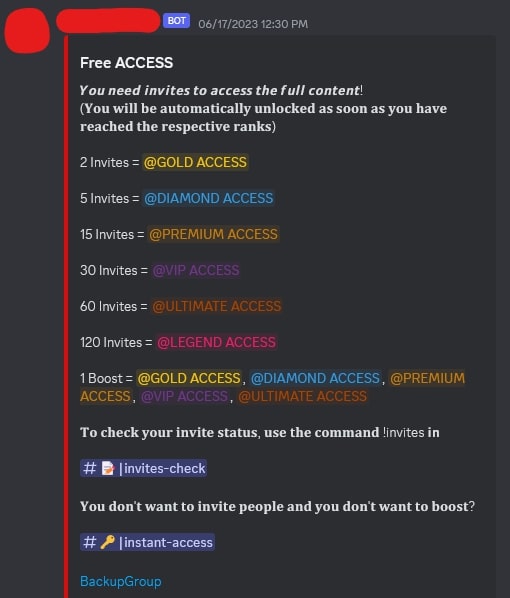 BOT 06/17/2023 12:30 PM
Free ACCESS
You need invites to access the full content!
(You will be automatically unlocked as soon as you have
reached the respective ranks)
2 Invites = @GOLD ACCESS
5 Invites = @DIAMOND ACCESS
15 Invites = @PREMIUM ACCESS
30 Invites = @VIP ACCESS
60 Invites = @ULTIMATE ACCESS
120 Invites = @LEGEND ACCESS
1 Boost = @GOLD ACCESS, @DIAMOND ACCESS, @PREMIUM
ACCESS, @VIP ACCESS, @ULTIMATE ACCESS
To check your invite status, use the command !invites in
# 📝|invites-check
You don't want to invite people and you don't want to boost?
# 🔑|instant-access
BackupGroup